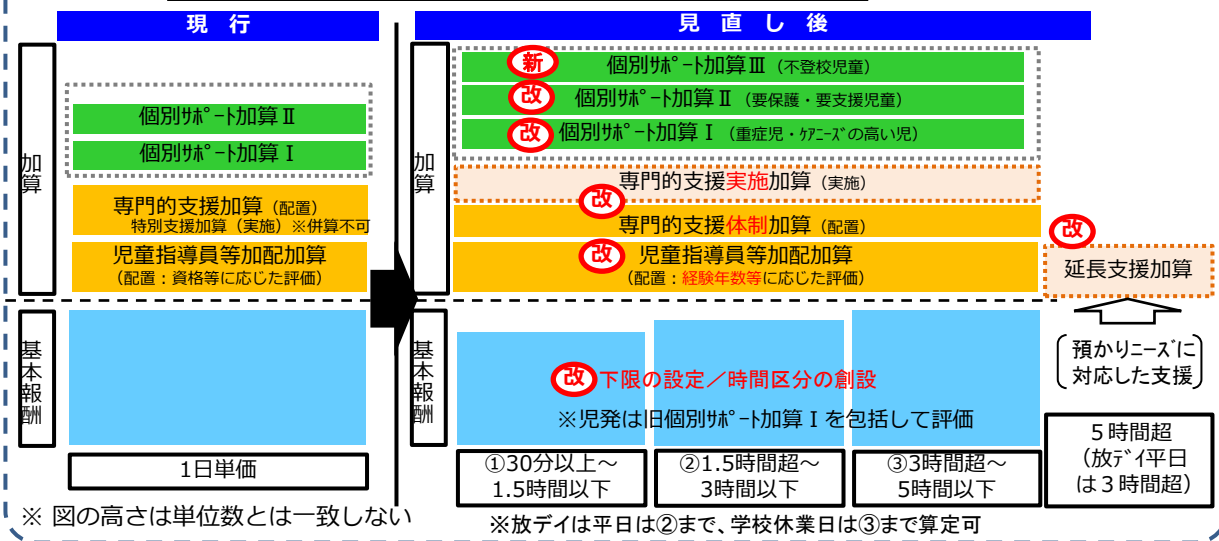 現 行
加算
個別ｻﾎﾟｰﾄ加算Ⅱ
個別ｻﾎﾟｰﾄ加算Ⅰ
専門的支援加算（配置）
特別支援加算（実施）※併算不可
児童指導員等加配加算
（配置：資格等に応じた評価）
基本報酬
1日単価
※ 図の高さは単位数とは一致しない
見 直 し 後
加算
新 個別ｻﾎﾟｰﾄ加算Ⅲ（不登校児童）
改 個別ｻﾎﾟｰﾄ加算Ⅱ（要保護・要支援児童）
改 個別ｻﾎﾟｰﾄ加算Ⅰ（重症児・ｹｱﾆｰｽﾞの高い児）
専門的支援実施加算（実施）
改
専門的支援体制加算（配置）
改 児童指導員等加配加算
（配置：経験年数等に応じた評価）
改
延長支援加算
基本報酬
改 下限の設定／時間区分の創設
※児発は旧個別ｻﾎﾟｰﾄ加算Ⅰを包括して評価
預かりﾆｰｽﾞに
対応した支援
①30分以上～
1.5時間以下
②1.5時間超～
3時間以下
③3時間超～
5時間以下
５時間超
（放ﾃﾞｲ平日
は３時間超）
※放デイは平日は②まで、学校休業日は③まで算定可